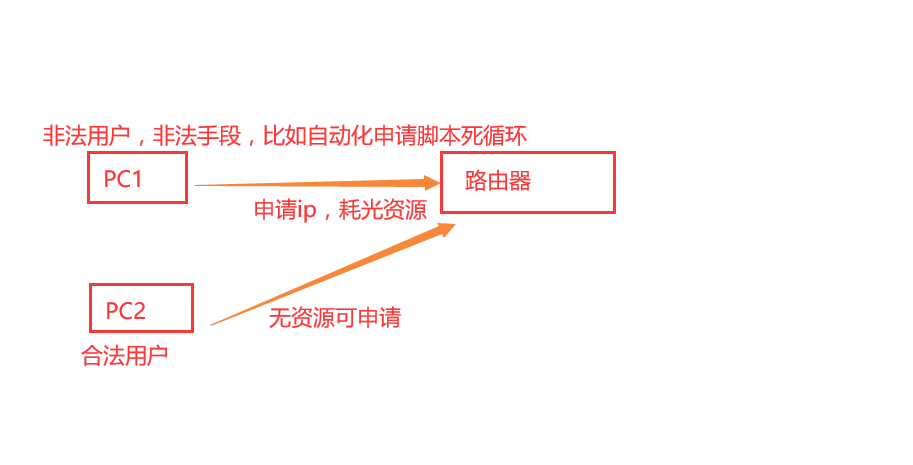 非法用户，非法手段，比如自动化申请脚本死循环
PC1
路由器
申请ip，耗光资源
PC2
无资源可申请
合法用户